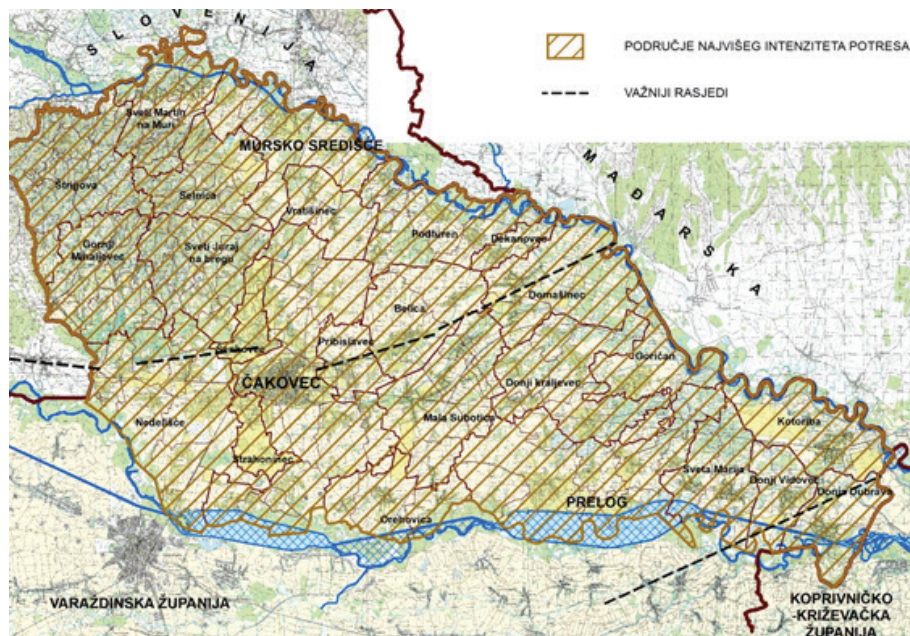 SLOVENIJA
PODRUČJE NAJVIŠEG INTENZITETA POTRESA
VAŽNIJI RASJEDI
Sveti Martin
na Muri
MURSKO SREDIŠĆE
MAĐARSKA
Štrigova
Selnica
Vratišinec
Podturen
Dekanovec
Gornji
Mihaljevec
Sveti Juraj
na bregu
Domašinec
Belica
Pribislavec
Goričan
ČAKOVEC
Donji kraljevec
Nedelišće
Mala Subotica
Kotoriba
Strahoninec
Sveta Marija
Donji Vidovec
Donja Dubrava
PRELOG
Orehovica
VARAŽDINSKA ŽUPANIJA
KOPRIVNIČKO
-KRIŽEVAČKA
ŽUPANIJA